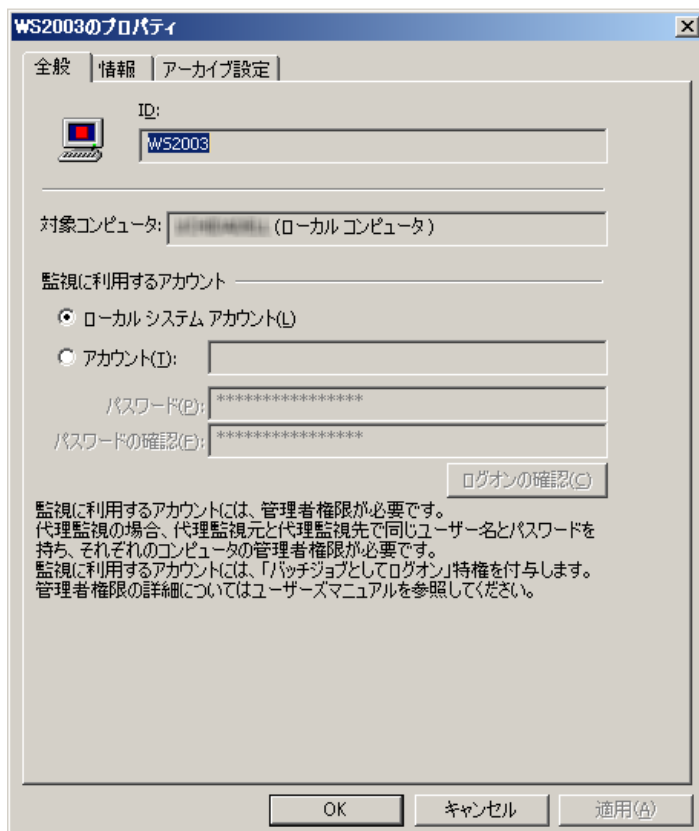 WS2003のプロパティ
全般 情報 アーカイブ設定
ID:
WS2003
対象コンピュータ: (ローカル コンピュータ)
監視に利用するアカウント
ローカル システム アカウント(L)
アカウント(T):
パスワード(P): ****************
パスワードの確認(F): ****************
ログオンの確認(C)
監視に利用するアカウントには、管理者権限が必要です。
代理監視の場合、代理監視元と代理監視先で同じユーザー名とパスワードを
持ち、それぞれのコンピュータの管理者権限が必要です。
監視に利用するアカウントには、「バッチジョブとしてログオン」特権を付与します。
管理者権限の詳細についてはユーザーズマニュアルを参照してください。
OK キャンセル 適用(A)